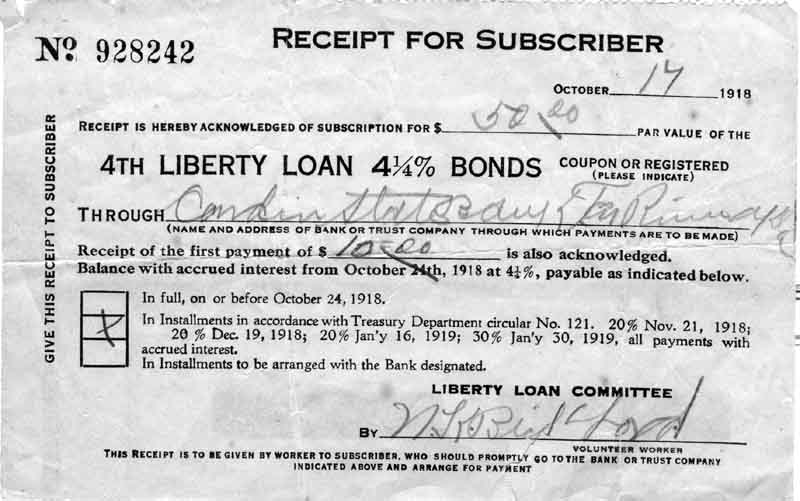 No. 928242
RECEIPT FOR SUBSCRIBER
OCTOBER 17 1918
RECEIPT IS HEREBY ACKNOWLEDGED OF SUBSCRIPTION FOR $ 50.00 PAR VALUE OF THE
4TH LIBERTY LOAN 4¼% BONDS COUPON OR REGISTERED
(PLEASE INDICATE)
THROUGH State
(NAME AND ADDRESS OF BANK OR TRUST COMPANY THROUGH WHICH PAYMENTS ARE TO BE MADE)
Receipt of the first payment of $ 10.00 is also acknowledged.
Balance with accrued interest from October 24th, 1918 at 4¼%, payable as indicated below.
In full, on or before October 24, 1918.
X In Installments in accordance with Treasury Department circular No. 121. 20% Nov. 21, 1918;
20 % Dec. 19, 1918; 20% Jan'y 16, 1919; 30% Jan'y 30, 1919, all payments with
accrued interest.
In Installments to be arranged with the Bank designated.
LIBERTY LOAN COMMITTEE
BY
VOLUNTEER WORKER
THIS RECEIPT IS TO BE GIVEN BY WORKER TO SUBSCRIBER, WHO SHOULD PROMPTLY GO TO THE BANK OR TRUST COMPANY
INDICATED ABOVE AND ARRANGE FOR PAYMENT
GIVE THIS RECEIPT TO SUBSCRIBER